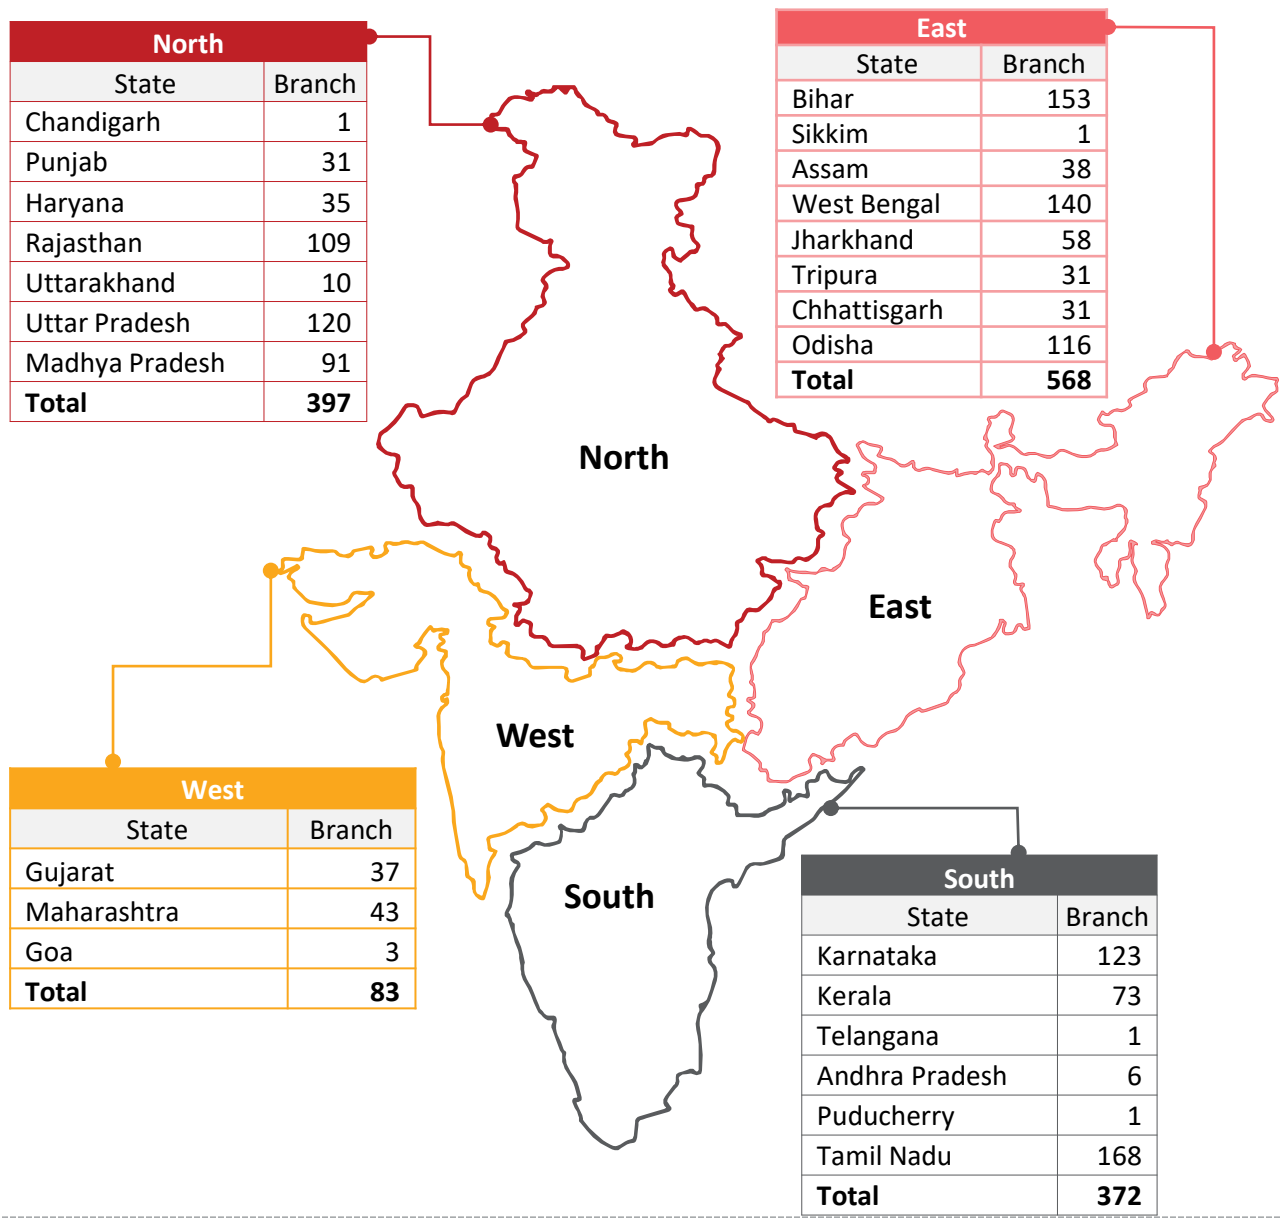 North
State Branch
Chandigarh 1
Punjab 31
Haryana 35
Rajasthan 109
Uttarakhand 10
Uttar Pradesh 120
Madhya Pradesh 91
Total 397
East
State Branch
Bihar 153
Sikkim 1
Assam 38
West Bengal 140
Jharkhand 58
Tripura 31
Chhattisgarh 31
Odisha 116
Total 568
North
East
West
South
West
State Branch
Gujarat 37
Maharashtra 43
Goa 3
Total 83
South
State Branch
Karnataka 123
Kerala 73
Telangana 1
Andhra Pradesh 6
Puducherry 1
Tamil Nadu 168
Total 372